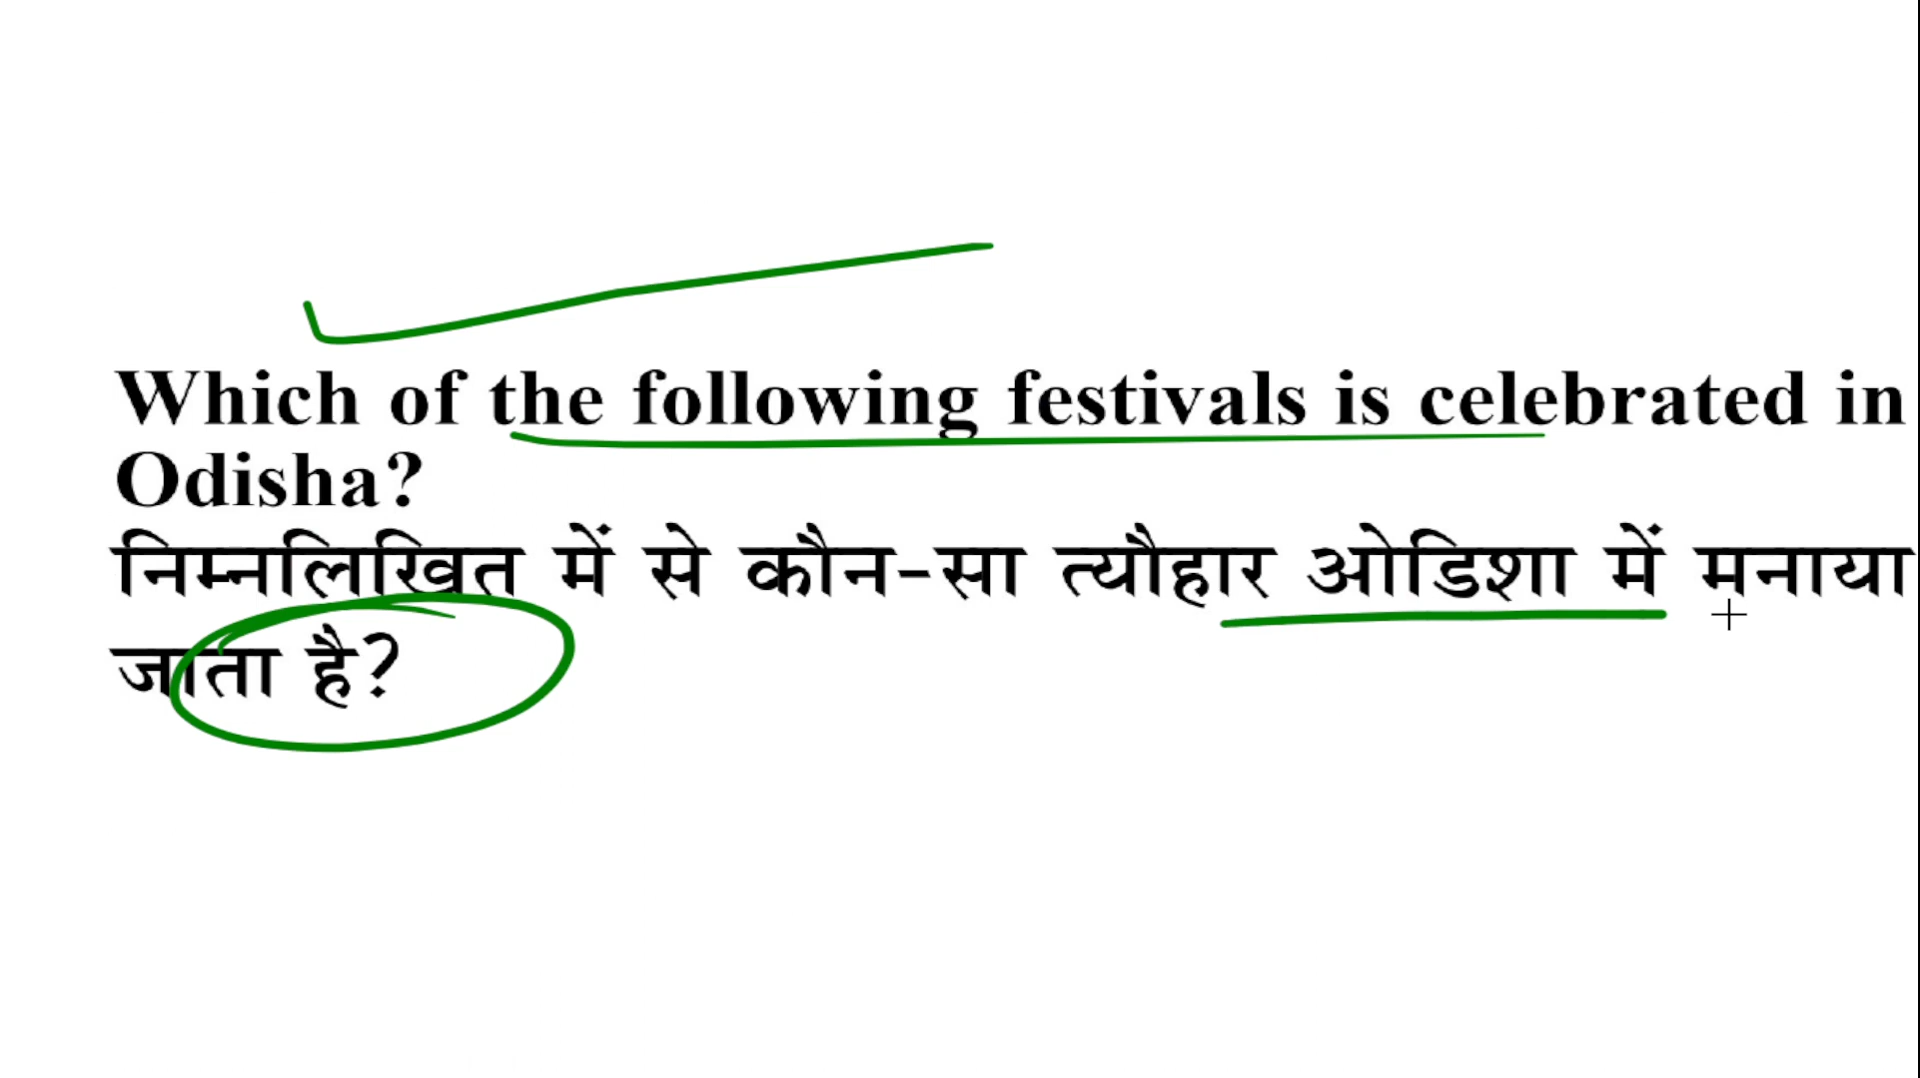 Which of the following festivals is celebrated in
Odisha?
निम्नलिखित में से कौन-सा त्यौहार ओडिशा में मनाया
जाता है?